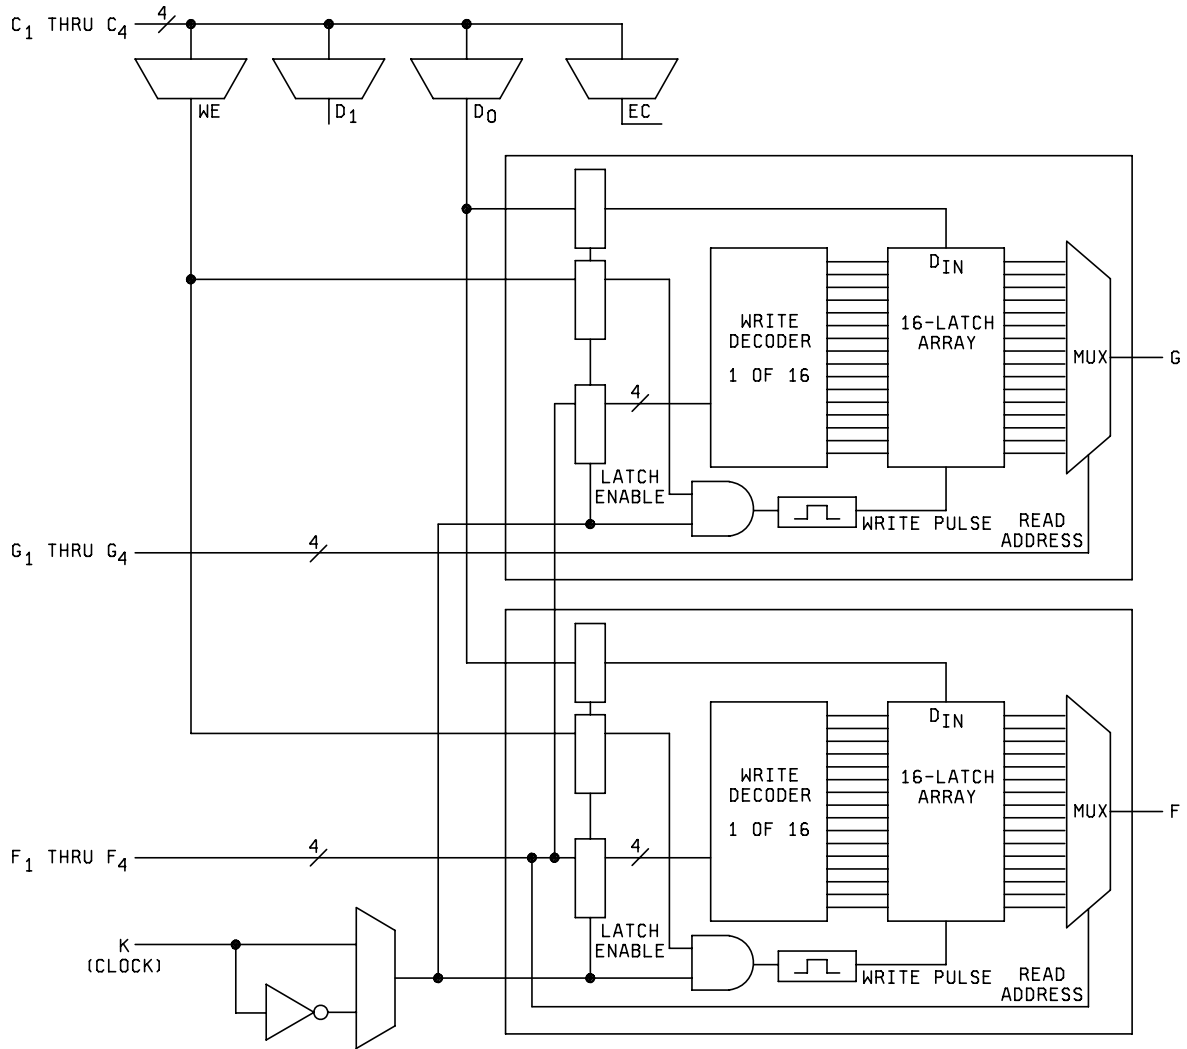 C1 THRU C4
4
WE
D1
D0
EC
DIN
WRITE
DECODER
1 OF 16
16-LATCH
ARRAY
MUX
G
4
LATCH
ENABLE
WRITE PULSE
READ
ADDRESS
G1 THRU G4
4
DIN
WRITE
DECODER
1 OF 16
16-LATCH
ARRAY
MUX
F
F1 THRU F4
4
4
LATCH
ENABLE
WRITE PULSE
READ
ADDRESS
K
(CLOCK)